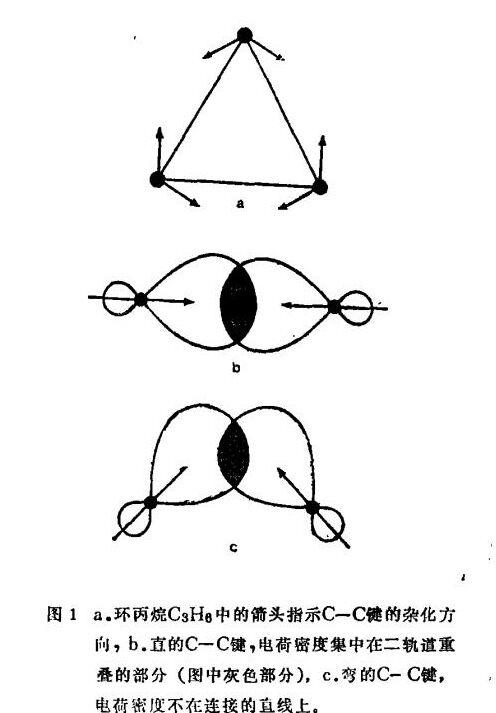 a
b
c
图1 a.环丙烷C3H6中的箭头指示C—C键的杂化方
向，b.直的C—C键，电荷密度集中在二轨道重
叠的部分（图中灰色部分），c.弯的C-C键，
电荷密度不在连接的直线上。